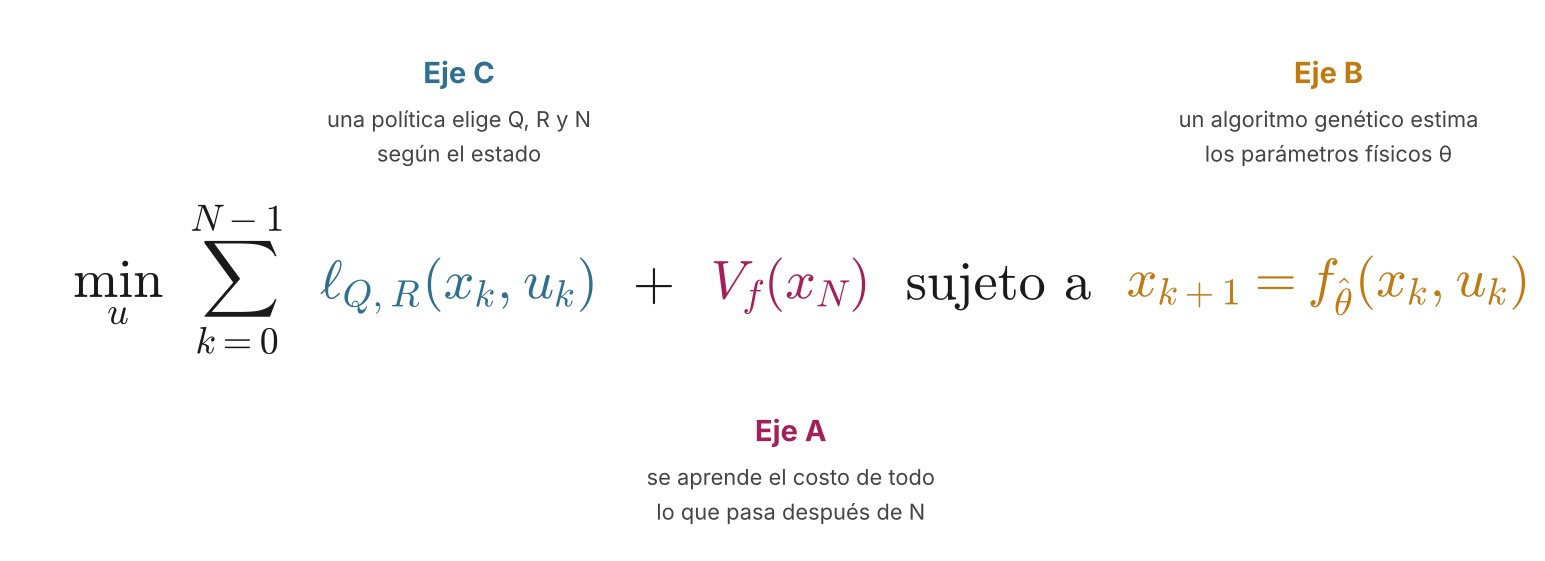 Eje C
una política elige Q, R y N
según el estado
Eje B
un algoritmo genético estima
los parámetros físicos θ
min_u ∑_{k=0}^{N−1} ℓ_{Q, R}(x_k, u_k) + V_f(x_N) sujeto a x_{k+1} = f_{θ̂}(x_k, u_k)
Eje A
se aprende el costo de todo
lo que pasa después de N